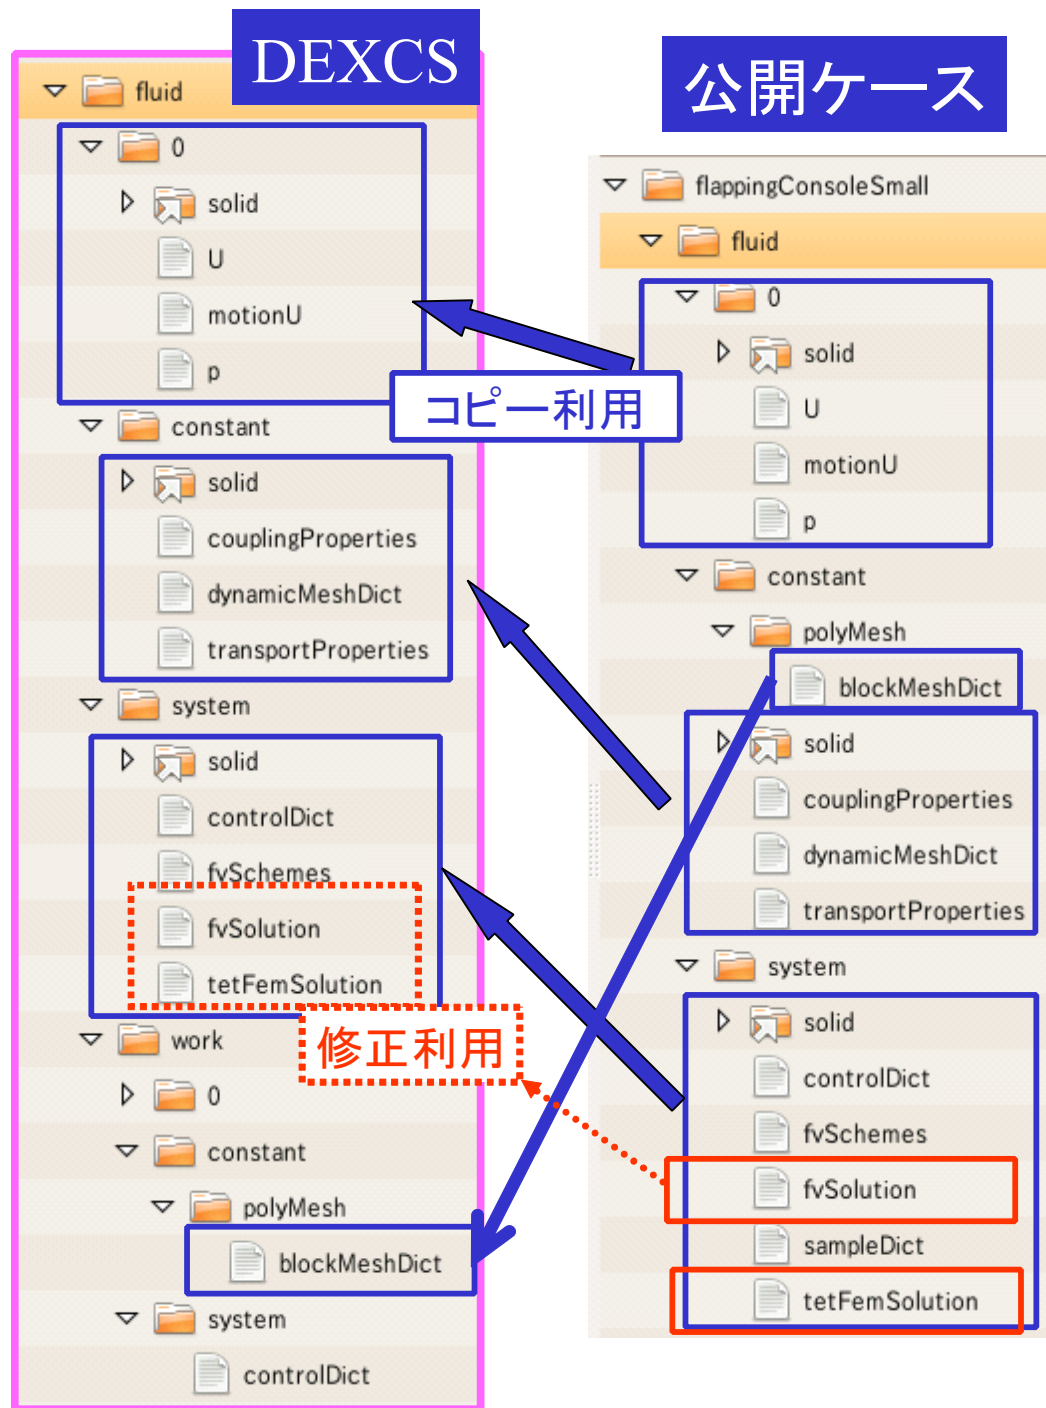 DEXCS
fluid
0
solid
U
motionU
p
constant
solid
couplingProperties
dynamicMeshDict
transportProperties
system
solid
controlDict
fvSchemes
fvSolution
tetFemSolution
work
0
constant
polyMesh
blockMeshDict
system
controlDict
コピー利用
修正利用
公開ケース
flappingConsoleSmall
fluid
0
solid
U
motionU
p
constant
polyMesh
blockMeshDict
solid
couplingProperties
dynamicMeshDict
transportProperties
system
solid
controlDict
fvSchemes
fvSolution
sampleDict
tetFemSolution